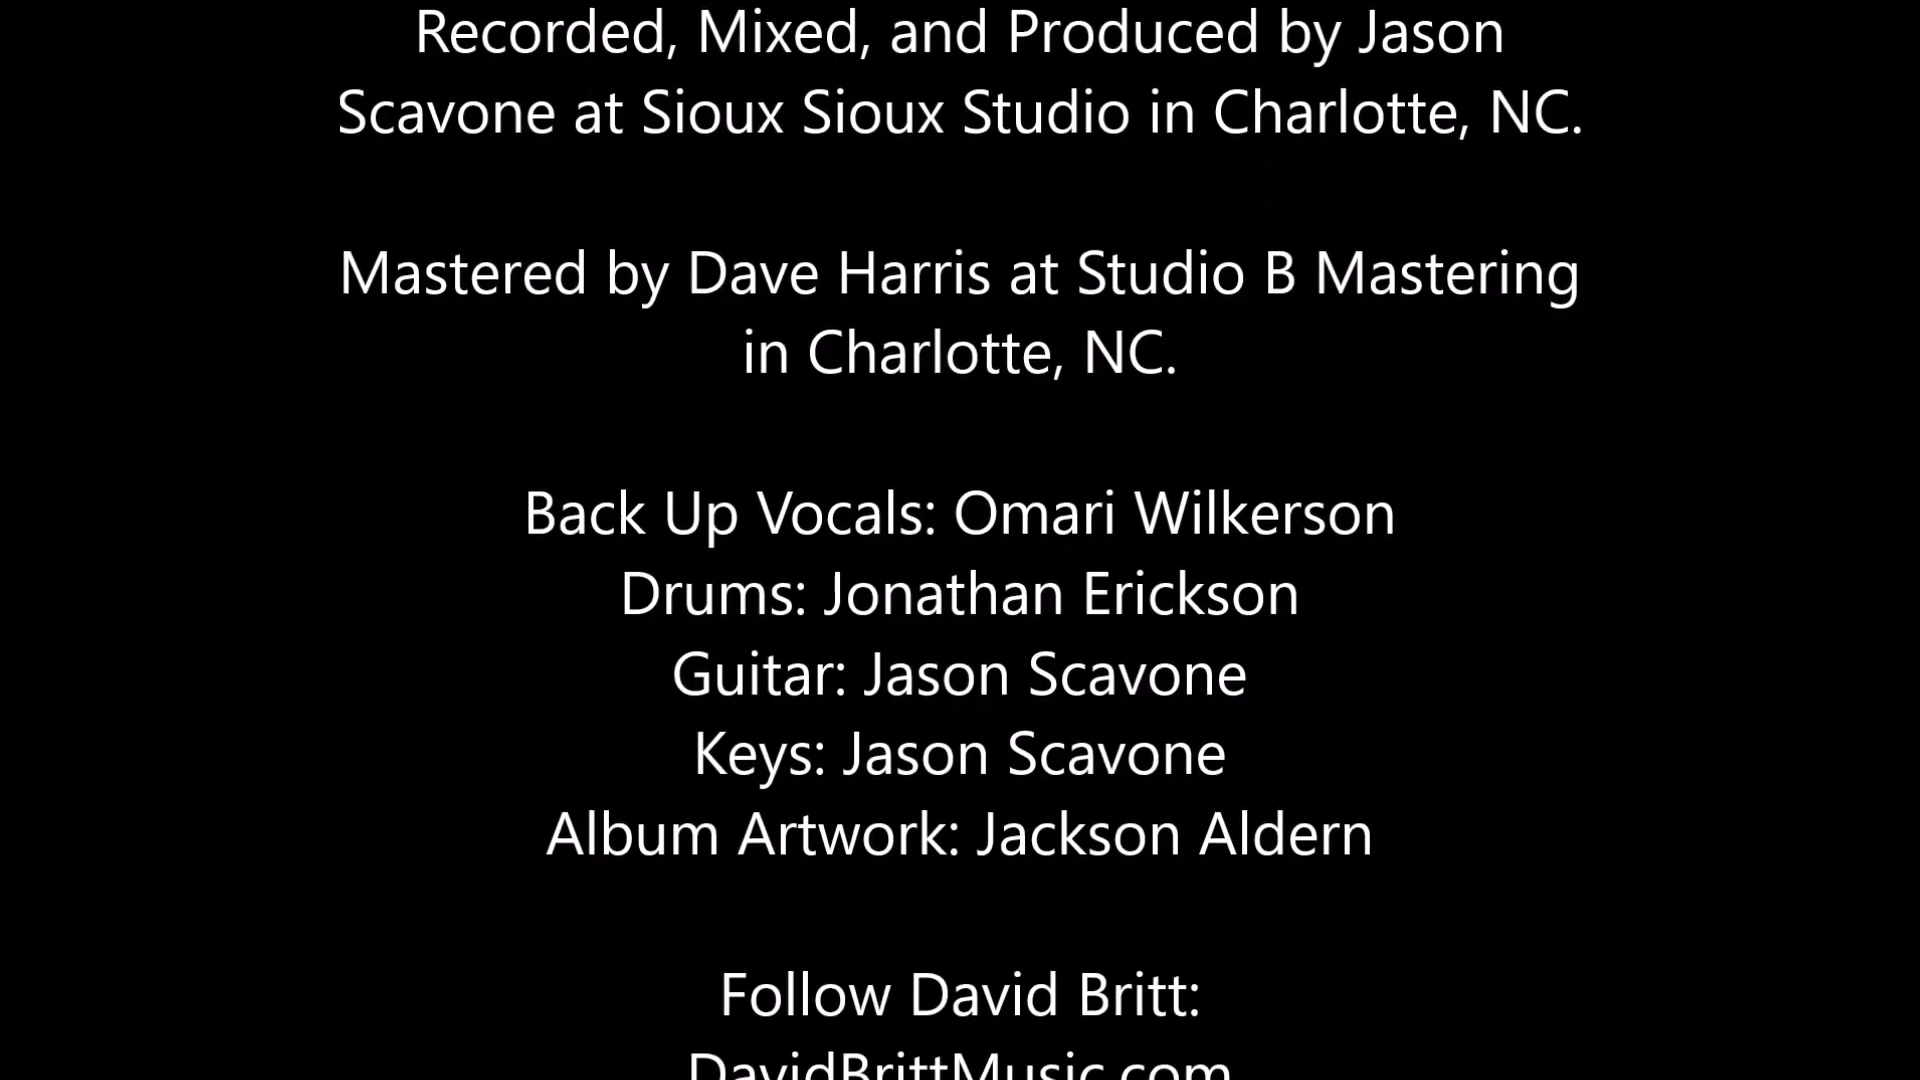 Recorded, Mixed, and Produced by Jason
Scavone at Sioux Sioux Studio in Charlotte, NC.
Mastered by Dave Harris at Studio B Mastering
in Charlotte, NC.
Back Up Vocals: Omari Wilkerson
Drums: Jonathan Erickson
Guitar: Jason Scavone
Keys: Jason Scavone
Album Artwork: Jackson Aldern
Follow David Britt:
DavidBrittMusic.com